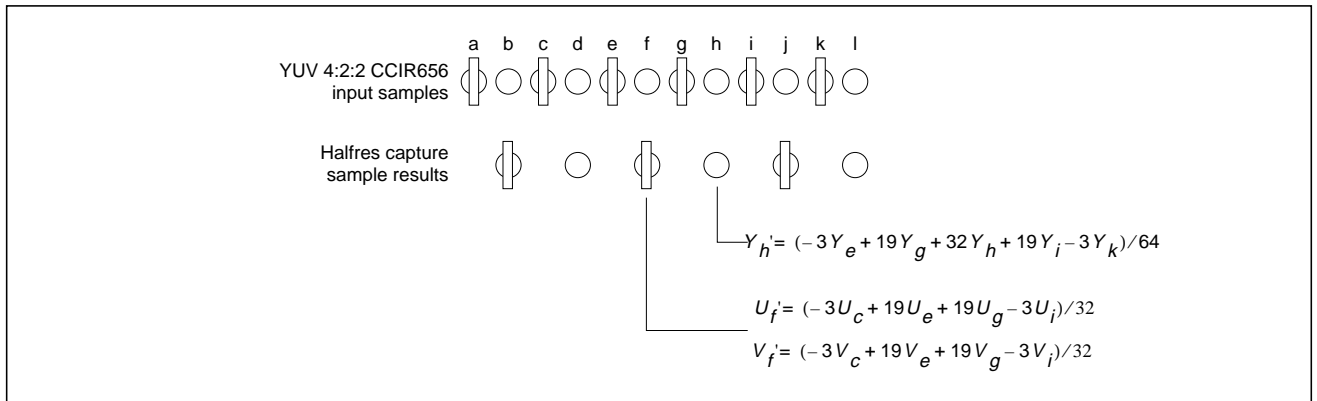 a b c d e f g h i j k l
YUV 4:2:2 CCIR656
input samples
Halfres capture
sample results
Y_h'= (–3Y_e + 19Y_g + 32Y_h + 19Y_i – 3Y_k)/64
U_f'= (–3U_c + 19U_e + 19U_g – 3U_i)/32
V_f'= (–3V_c + 19V_e + 19V_g – 3V_i)/32